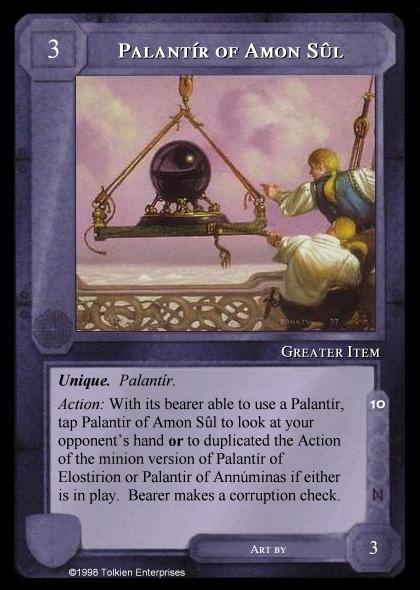 3
PALANTÍR OF AMON SÛL
DONATO 97
GREATER ITEM
Unique. Palantír.
Action: With its bearer able to use a Palantír,
tap Palantir of Amon Sûl to look at your
opponent's hand or to duplicated the Action
of the minion version of Palantír of
Elostirion or Palantir of Annúminas if either
is in play. Bearer makes a corruption check.
10
ART BY
3
©1998 Tolkien Enterprises